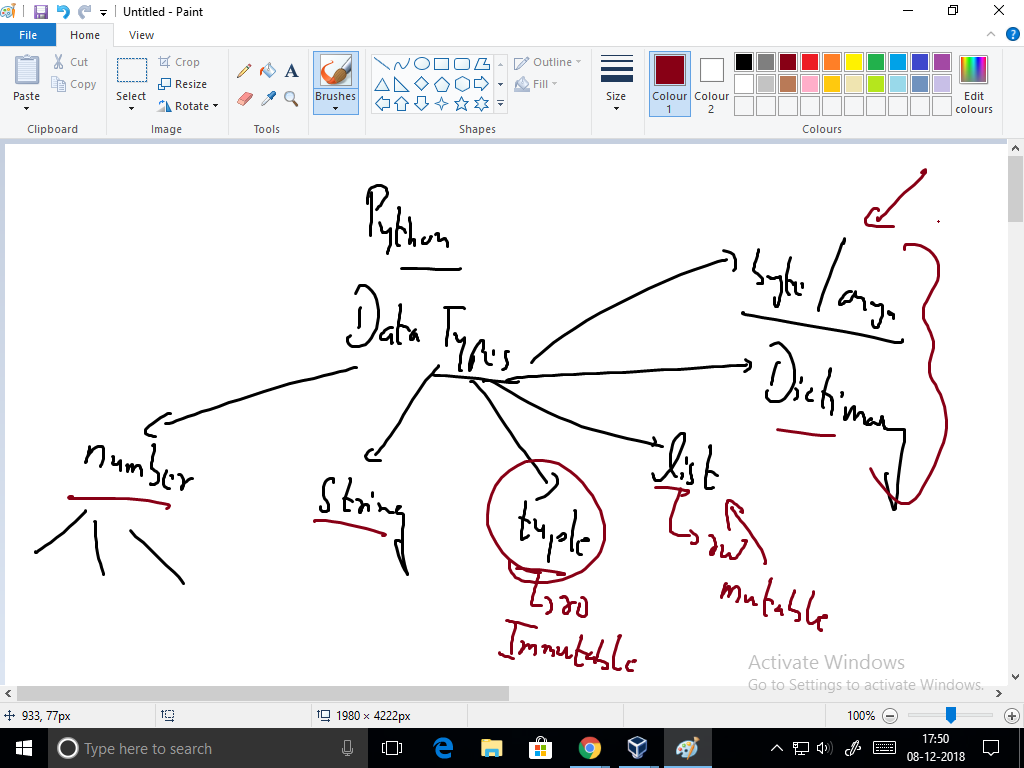 Untitled - Paint
File Home View
Paste
Cut
Copy
Clipboard
Select
Crop
Resize
Rotate
Image
Tools
Brushes
Shapes
Outline
Fill
Size
Colour 1
Colour 2
Colours
Edit colours
Python
Data Types
number
String
tuple
ro
Immutable
list
rw
mutable
Byte /
Activate Windows
Go to Settings to activate Windows.
933, 77px
1980 × 4222px
100%
Type here to search
17:50
08-12-2018